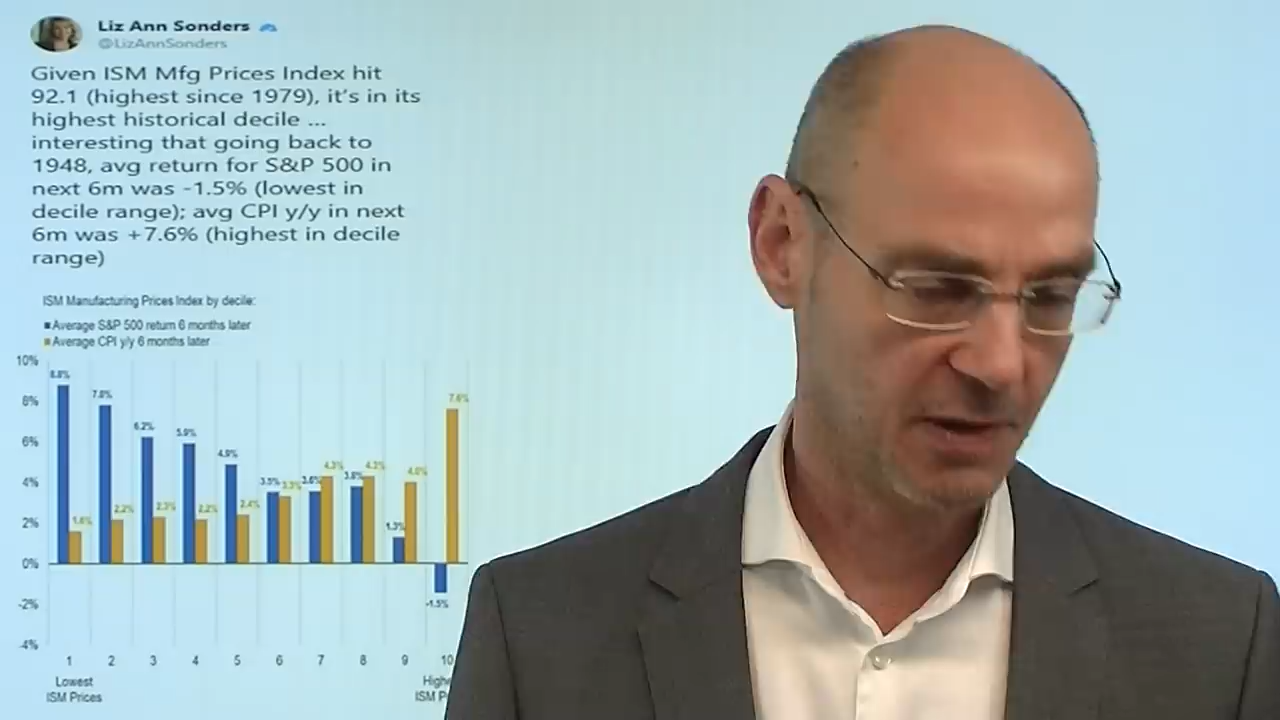 Liz Ann Sonders
@LizAnnSonders
Given ISM Mfg Prices Index hit
92.1 (highest since 1979), it's in its
highest historical decile ...
interesting that going back to
1948, avg return for S&P 500 in
next 6m was -1.5% (lowest in
decile range); avg CPI y/y in next
6m was +7.6% (highest in decile
range)
ISM Manufacturing Prices Index by decile:
Average S&P 500 return 6 months later
Average CPI y/y 6 months later
10%
8%
6%
4%
2%
0%
-2%
-4%
8.8%
1.6%
7.8%
2.2%
6.2%
2.3%
5.9%
2.2%
4.9%
2.4%
3.5%
3.3%
3.6%
4.3%
3.8%
4.3%
1.3%
4.0%
-1.5%
7.6%
1 2 3 4 5 6 7 8 9 10
Lowest
ISM Prices
High
ISM P